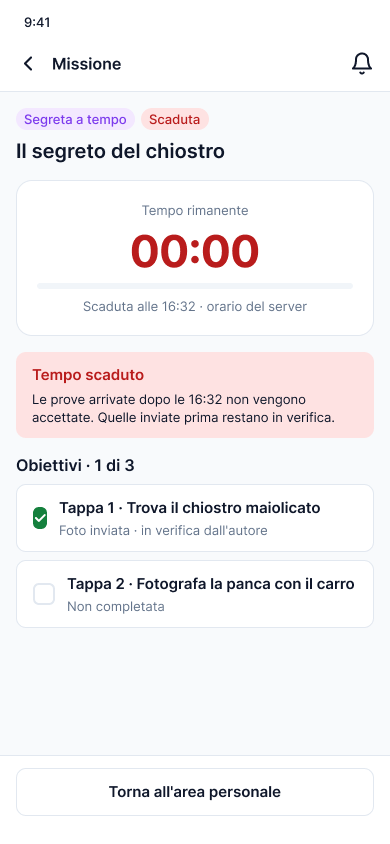 9:41
Missione
Segreta a tempo
Scaduta
Il segreto del chiostro
Tempo rimanente
00:00
Scaduta alle 16:32 · orario del server
Tempo scaduto
Le prove arrivate dopo le 16:32 non vengono
accettate. Quelle inviate prima restano in verifica.
Obiettivi · 1 di 3
Tappa 1 · Trova il chiostro maiolicato
Foto inviata · in verifica dall'autore
Tappa 2 · Fotografa la panca con il carro
Non completata
Torna all'area personale